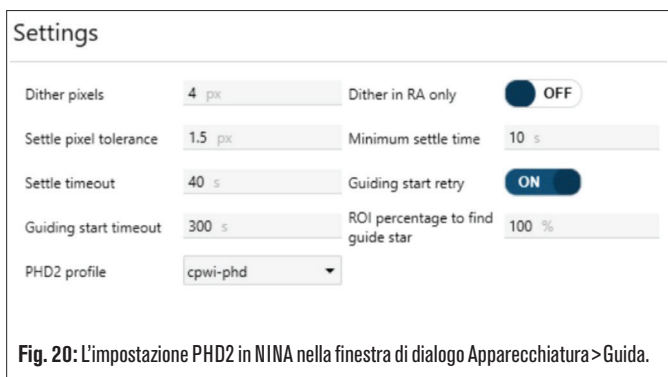 Settings
Dither pixels 4 px Dither in RA only OFF
Settle pixel tolerance 1.5 px Minimum settle time 10 s
Settle timeout 40 s Guiding start retry ON
Guiding start timeout 300 s ROI percentage to find guide star 100 %
PHD2 profile cpwi-phd
Fig. 20: L'impostazione PHD2 in NINA nella finestra di dialogo Apparecchiatura>Guida.